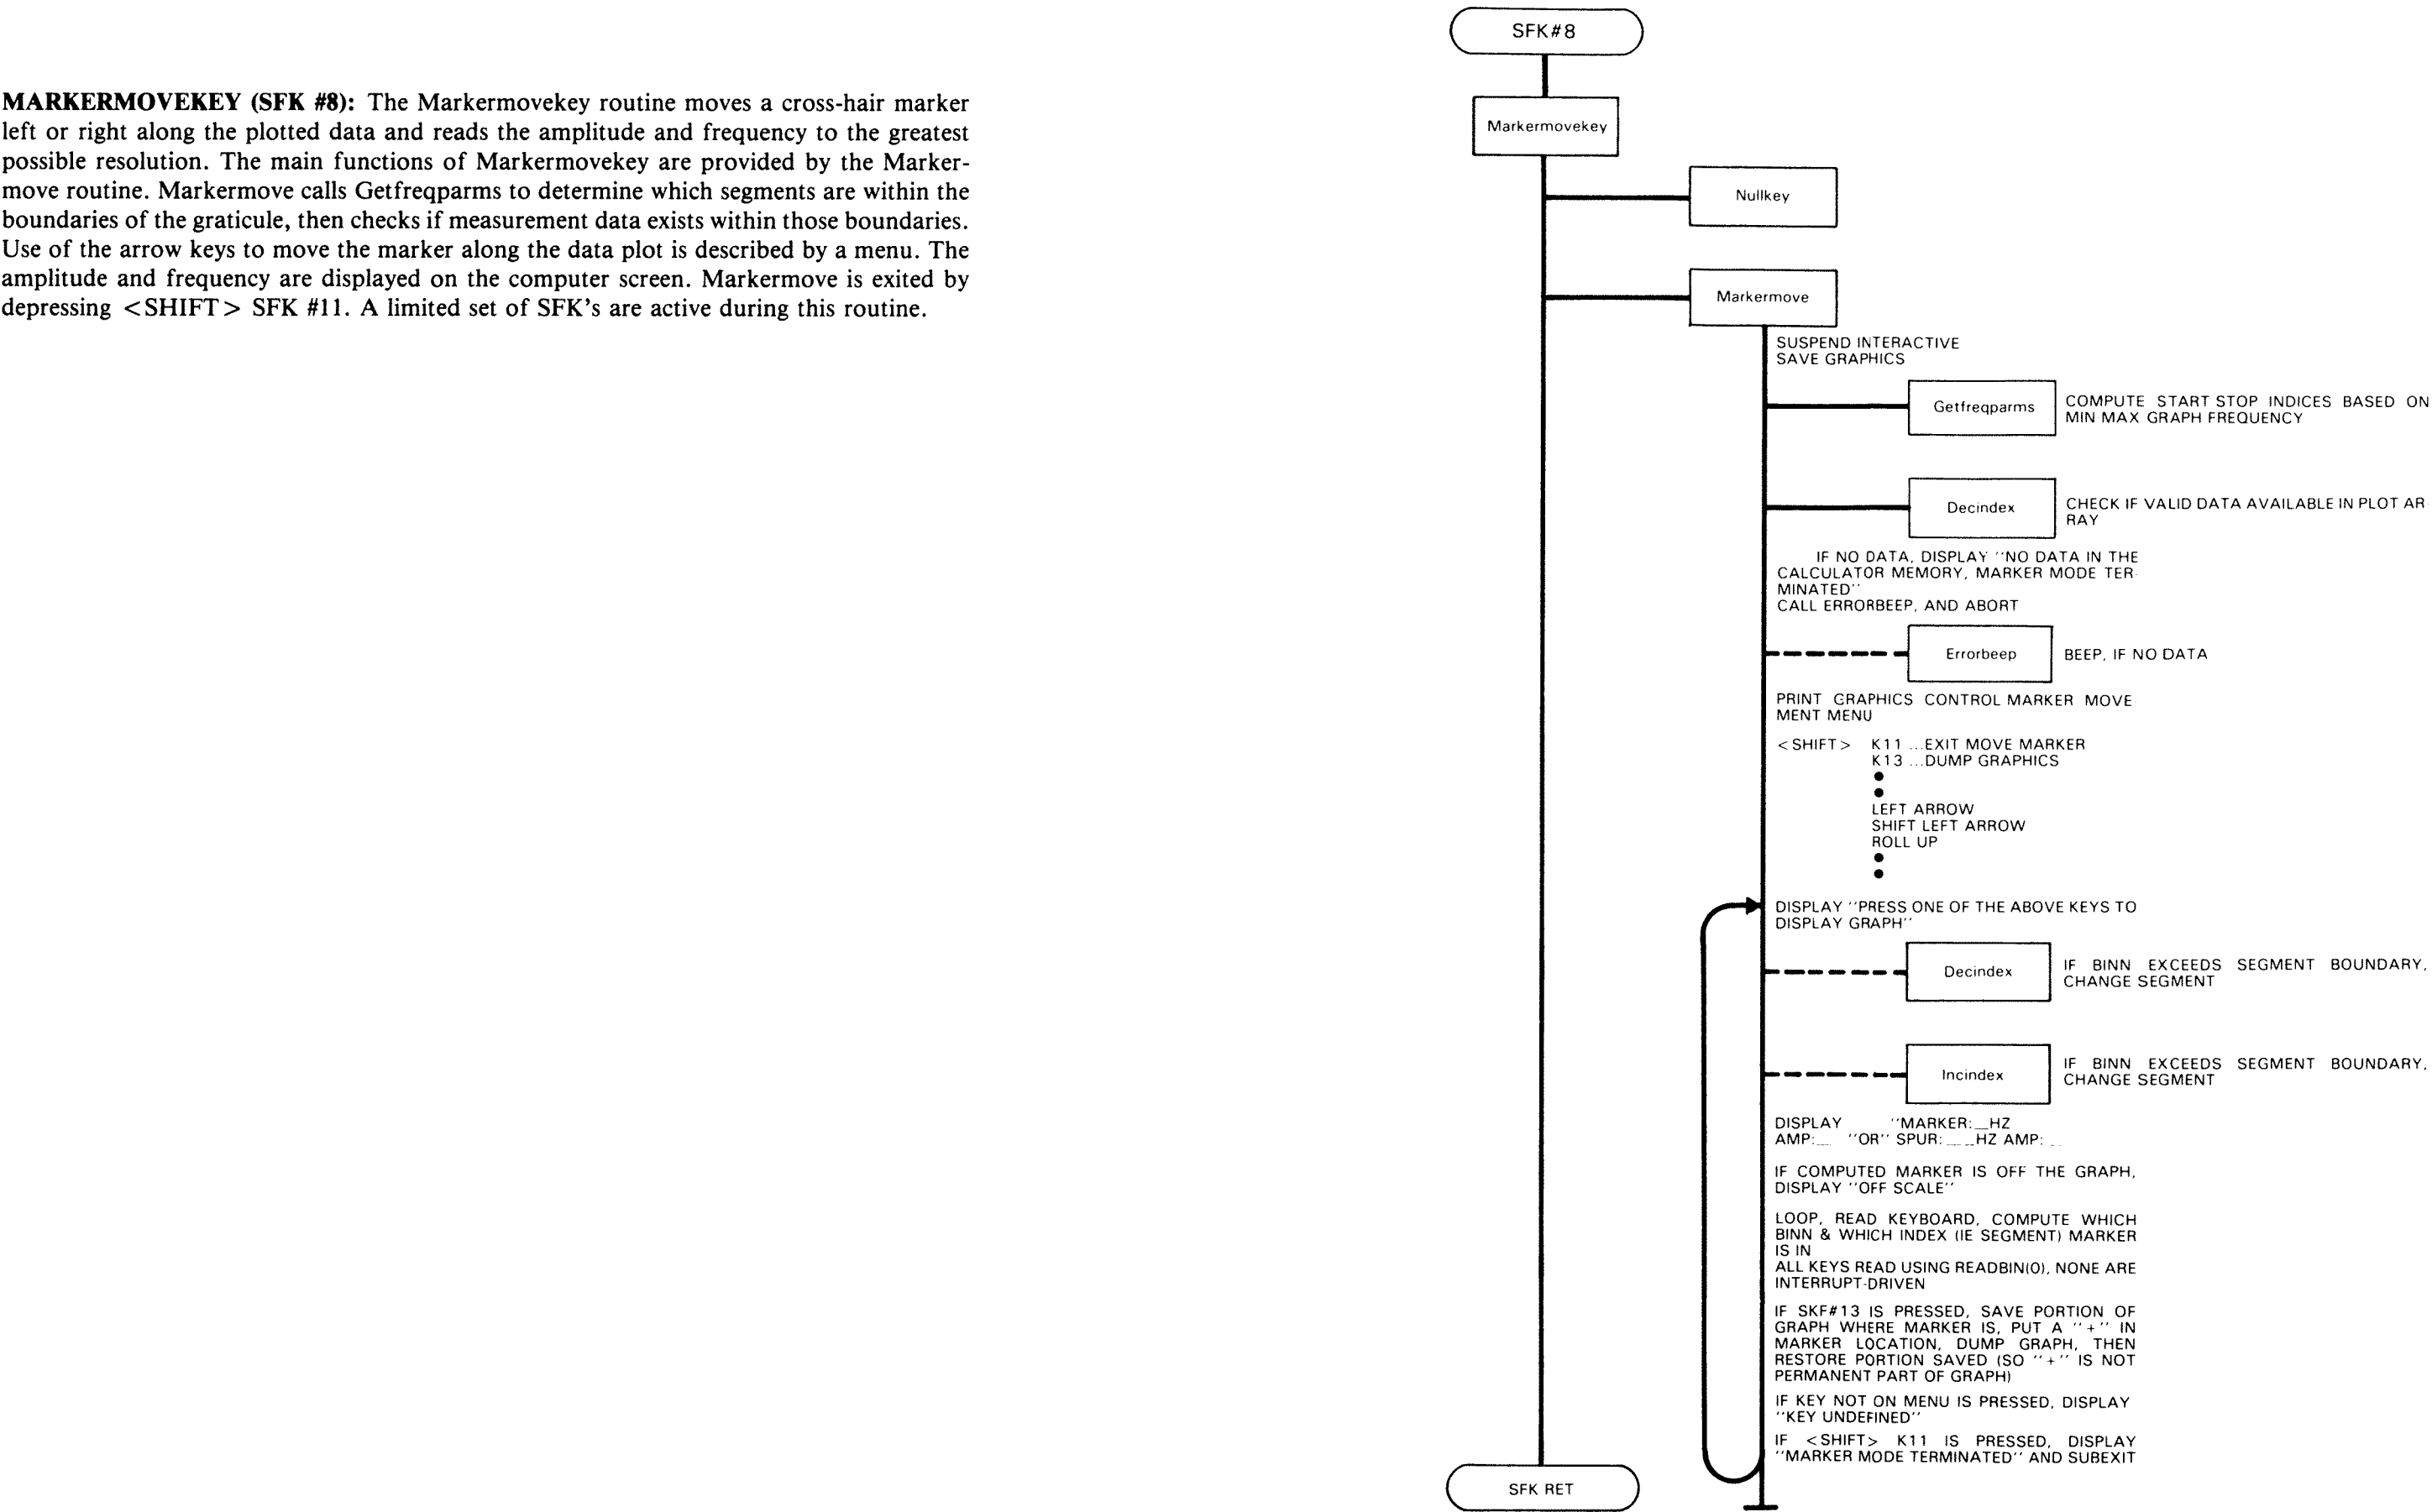 MARKERMOVEKEY (SFK #8): The Markermovekey routine moves a cross-hair marker
left or right along the plotted data and reads the amplitude and frequency to the greatest
possible resolution. The main functions of Markermovekey are provided by the Marker-
move routine. Markermove calls Getfreqparms to determine which segments are within the
boundaries of the graticule, then checks if measurement data exists within those boundaries.
Use of the arrow keys to move the marker along the data plot is described by a menu. The
amplitude and frequency are displayed on the computer screen. Markermove is exited by
depressing <SHIFT> SFK #11. A limited set of SFK's are active during this routine.
SFK#8
Markermovekey
Nullkey
Markermove
SUSPEND INTERACTIVE
SAVE GRAPHICS
Getfreqparms
COMPUTE START STOP INDICES BASED ON
MIN MAX GRAPH FREQUENCY
Decindex
CHECK IF VALID DATA AVAILABLE IN PLOT AR-
RAY
IF NO DATA, DISPLAY ''NO DATA IN THE
CALCULATOR MEMORY, MARKER MODE TER-
MINATED''
CALL ERRORBEEP, AND ABORT
Errorbeep
BEEP, IF NO DATA
PRINT GRAPHICS CONTROL MARKER MOVE
MENT MENU
<SHIFT> K11 ...EXIT MOVE MARKER
K13 ...DUMP GRAPHICS
●
●
LEFT ARROW
SHIFT LEFT ARROW
ROLL UP
●
●
DISPLAY ''PRESS ONE OF THE ABOVE KEYS TO
DISPLAY GRAPH''
Decindex
IF BINN EXCEEDS SEGMENT BOUNDARY,
CHANGE SEGMENT
Incindex
IF BINN EXCEEDS SEGMENT BOUNDARY,
CHANGE SEGMENT
DISPLAY ''MARKER:__HZ
AMP:__ ''OR'' SPUR:____HZ AMP: __
IF COMPUTED MARKER IS OFF THE GRAPH,
DISPLAY ''OFF SCALE''
LOOP, READ KEYBOARD, COMPUTE WHICH
BINN & WHICH INDEX (IE SEGMENT) MARKER
IS IN
ALL KEYS READ USING READBIN(0), NONE ARE
INTERRUPT-DRIVEN
IF SKF#13 IS PRESSED, SAVE PORTION OF
GRAPH WHERE MARKER IS, PUT A ''+'' IN
MARKER LOCATION, DUMP GRAPH, THEN
RESTORE PORTION SAVED (SO ''+'' IS NOT
PERMANENT PART OF GRAPH)
IF KEY NOT ON MENU IS PRESSED, DISPLAY
''KEY UNDEFINED''
IF <SHIFT> K11 IS PRESSED, DISPLAY
''MARKER MODE TERMINATED'' AND SUBEXIT
SFK RET